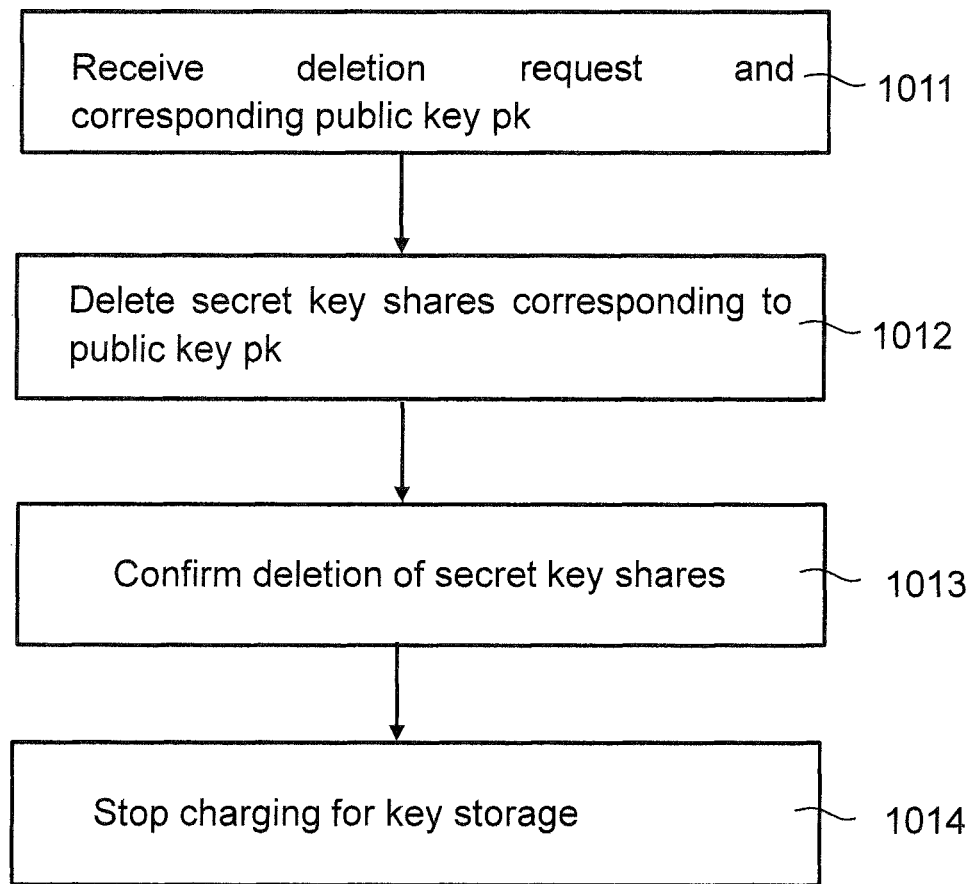 Receive deletion request and
corresponding public key pk
1011
Delete secret key shares corresponding to
public key pk
1012
Confirm deletion of secret key shares
1013
Stop charging for key storage
1014